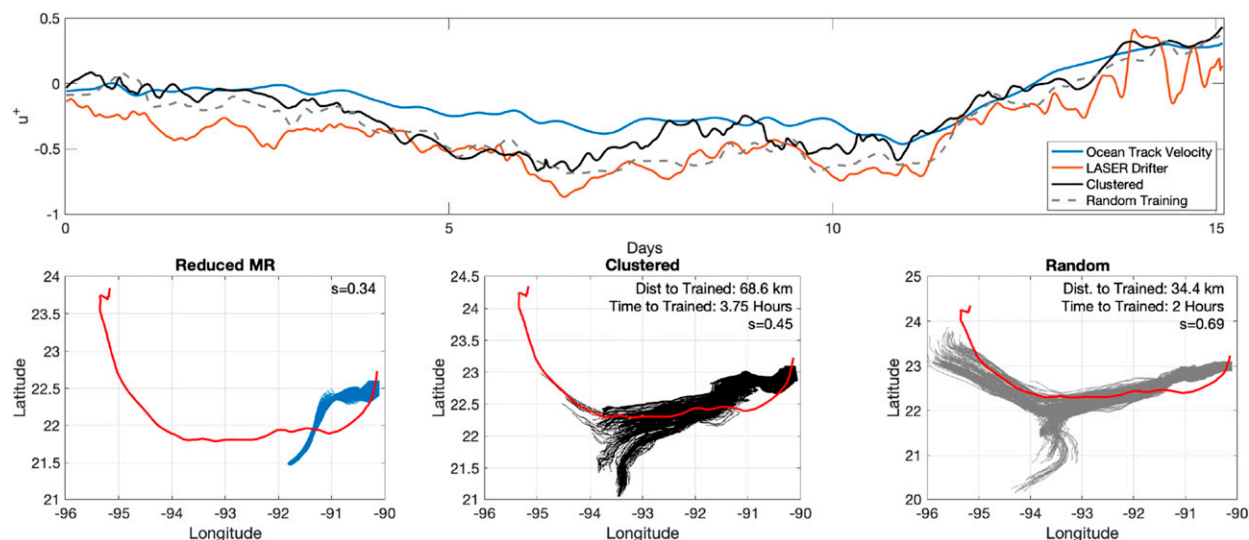 0.5
0
-0.5
-1
u+
0
5
10
15
Days
Ocean Track Velocity
LASER Drifter
Clustered
Random Training
Reduced MR
s=0.34
24
23.5
23
22.5
22
21.5
21
Latitude
-96
-95
-94
-93
-92
-91
-90
Longitude
Clustered
Dist to Trained: 68.6 km
Time to Trained: 3.75 Hours
s=0.45
24.5
24
23.5
23
22.5
22
21.5
21
Latitude
-96
-95
-94
-93
-92
-91
-90
Longitude
Random
Dist. to Trained: 34.4 km
Time to Trained: 2 Hours
s=0.69
25
24
23
22
21
20
Latitude
-96
-95
-94
-93
-92
-91
-90
Longitude